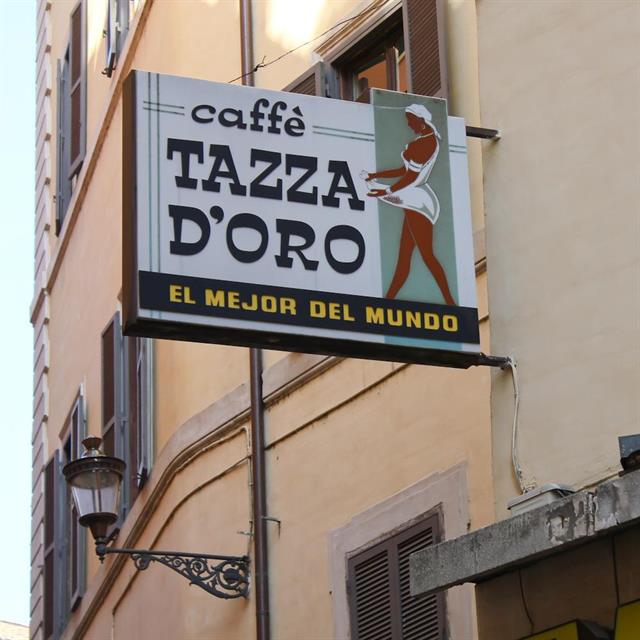 caffè
TAZZA
D'ORO
EL MEJOR DEL MUNDO